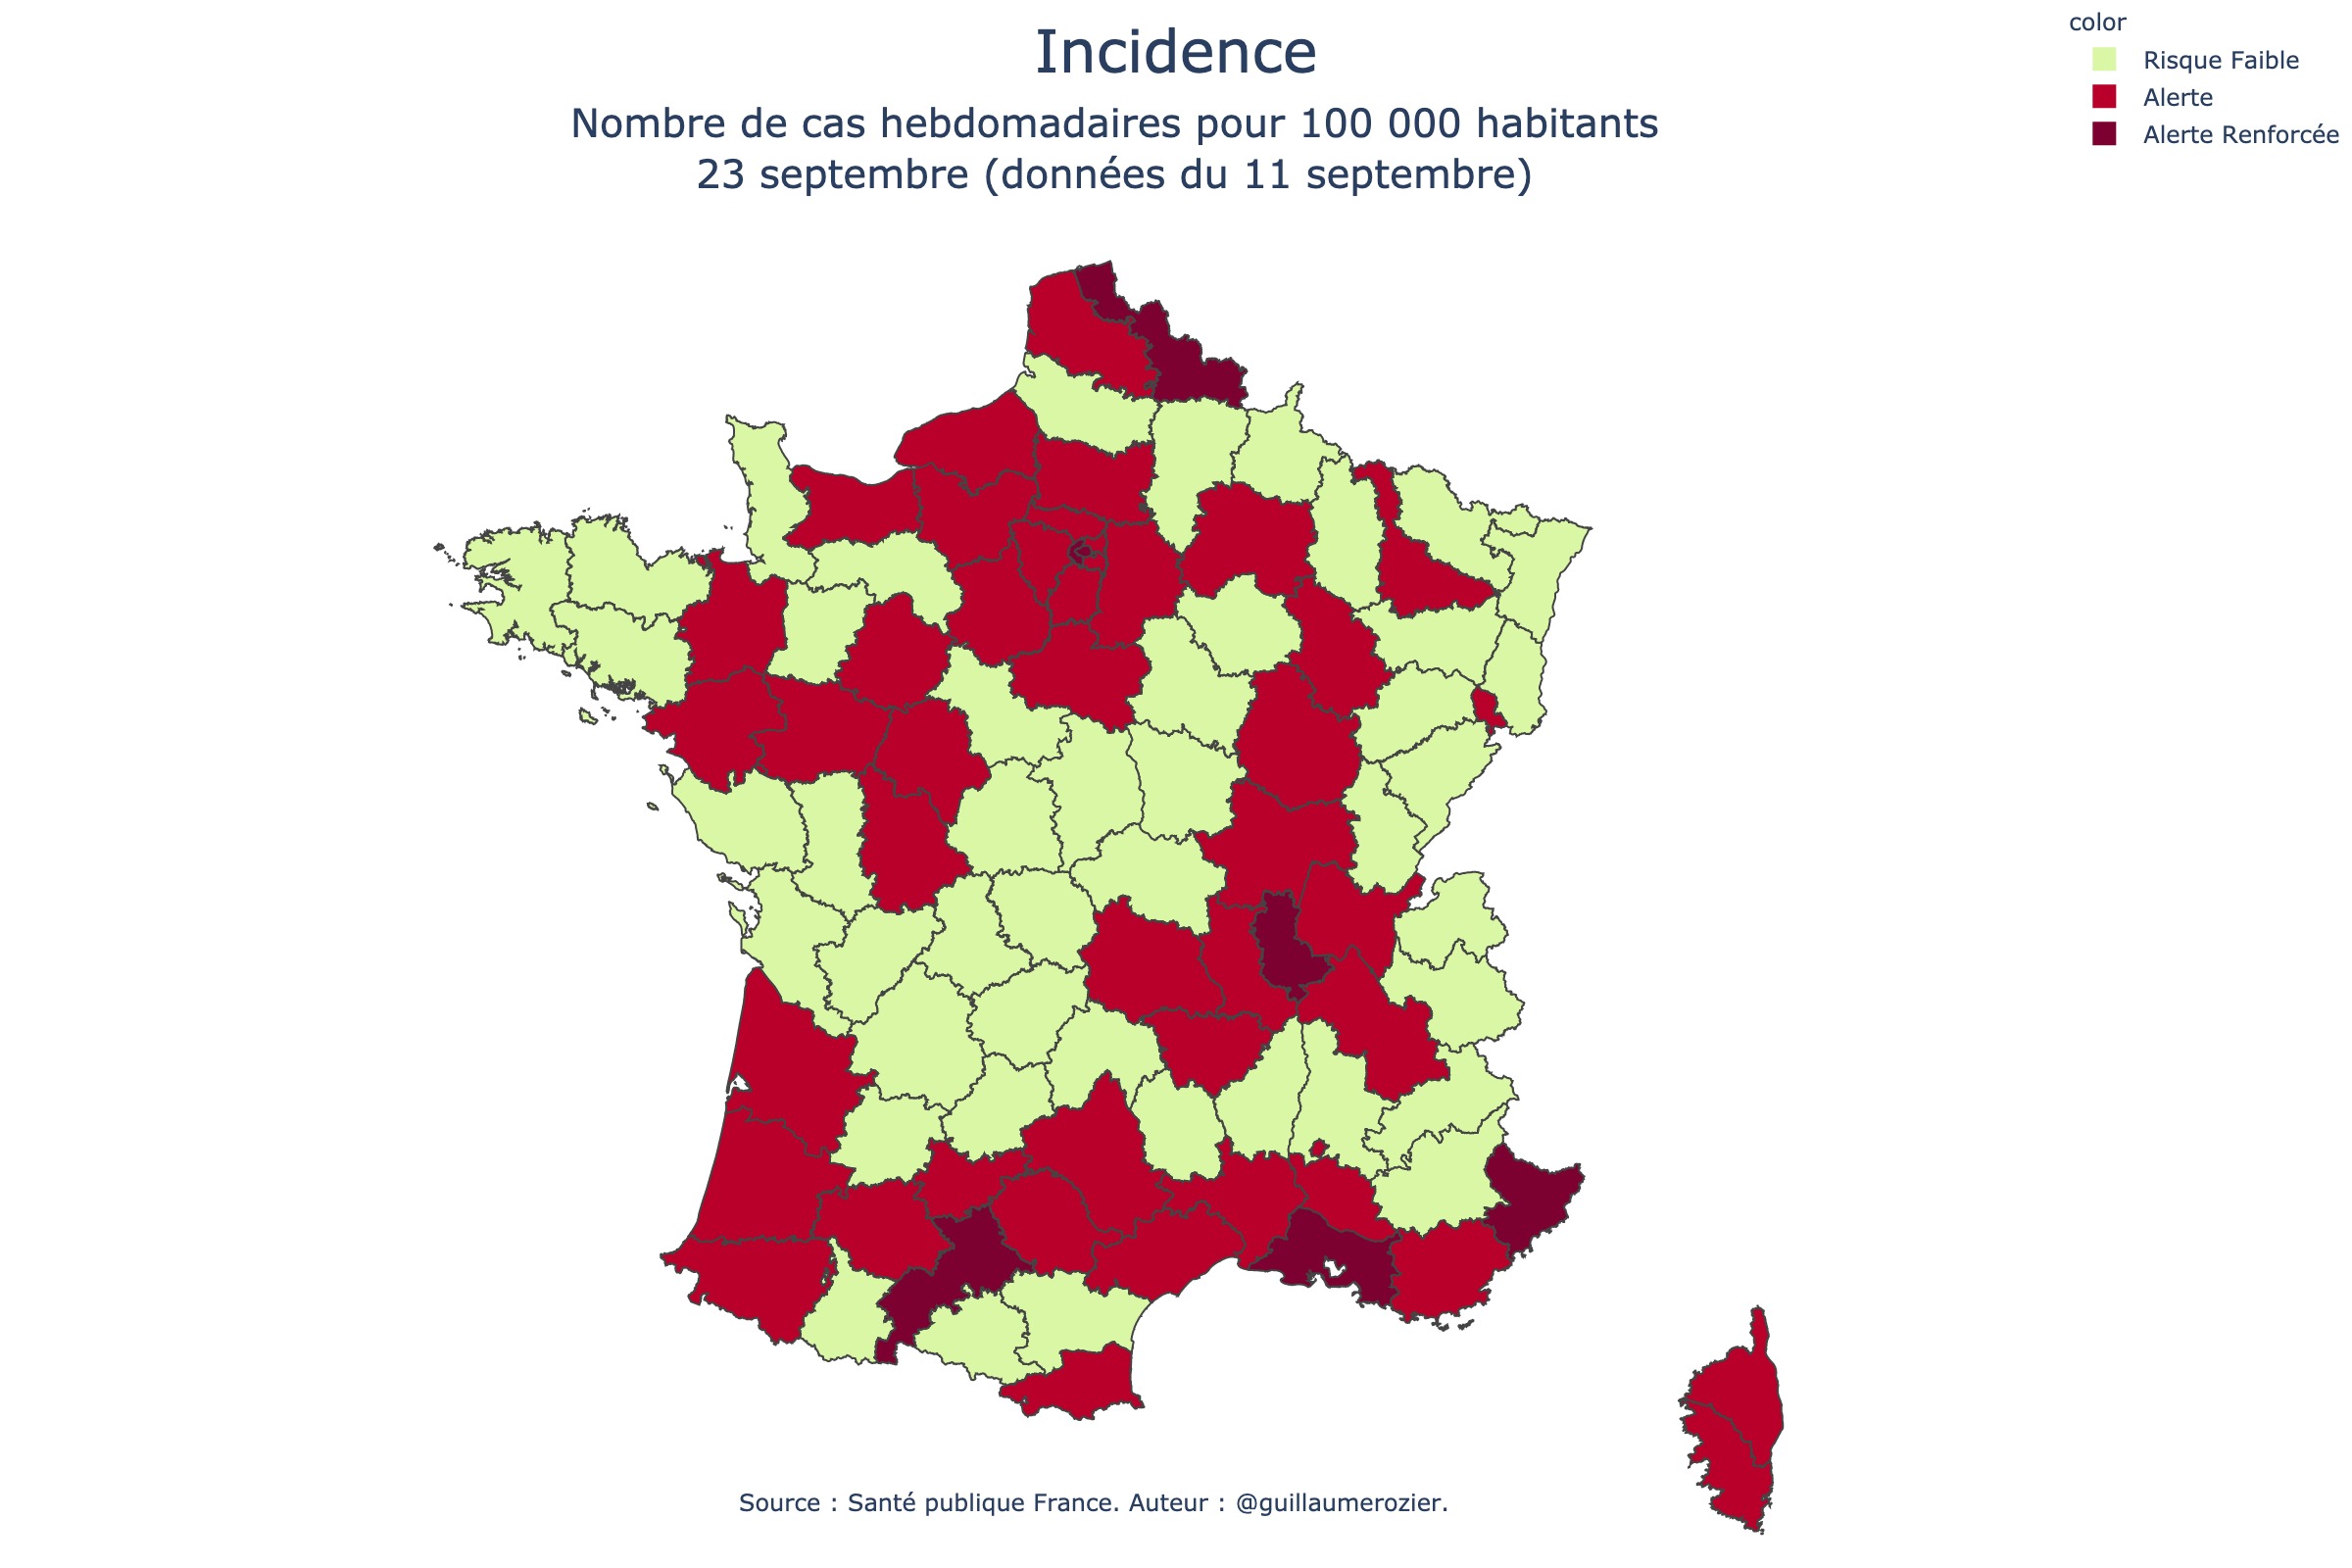 Incidence
Nombre de cas hebdomadaires pour 100 000 habitants
23 septembre (données du 11 septembre)
color
Risque Faible
Alerte
Alerte Renforcée
Source : Santé publique France. Auteur : @guillaumerozier.